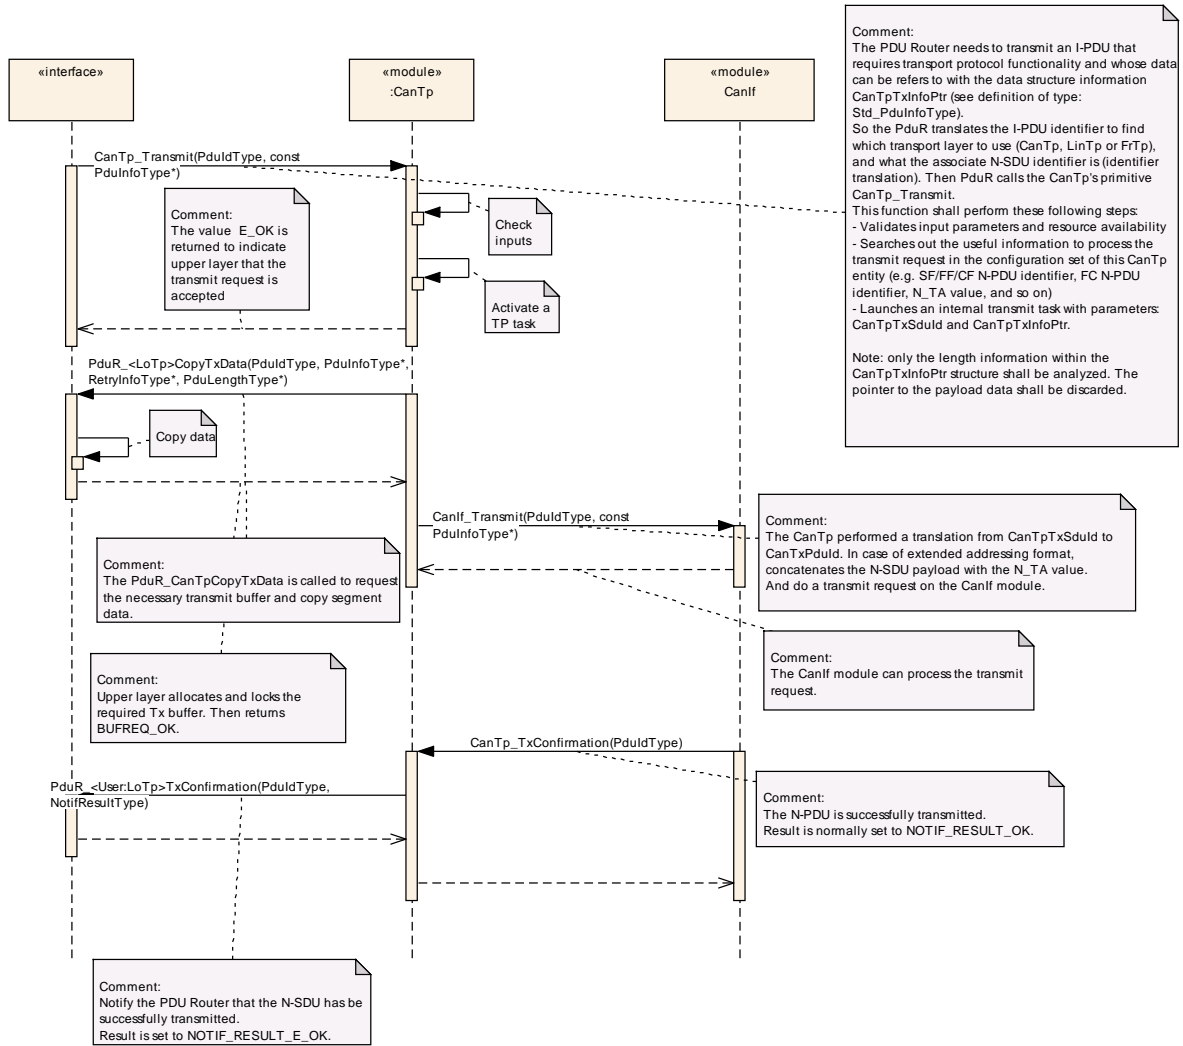 «interface»
«module»
:CanTp
«module»
CanIf
Comment:
The PDU Router needs to transmit an I-PDU that
requires transport protocol functionality and whose data
can be refers to with the data structure information
CanTpTxInfoPtr (see definition of type:
Std_PduInfoType).
So the PduR translates the I-PDU identifier to find
which transport layer to use (CanTp, LinTp or FrTp),
and what the associate N-SDU identifier is (identifier
translation). Then PduR calls the CanTp's primitive
CanTp_Transmit.
This function shall perform these following steps:
- Validates input parameters and resource availability
- Searches out the useful information to process the
transmit request in the configuration set of this CanTp
entity (e.g. SF/FF/CF N-PDU identifier, FC N-PDU
identifier, N_TA value, and so on)
- Launches an internal transmit task with parameters:
CanTpTxSduId and CanTpTxInfoPtr.
Note: only the length information within the
CanTpTxInfoPtr structure shall be analyzed. The
pointer to the payload data shall be discarded.
CanTp_Transmit(PduIdType, const
PduInfoType*)
Comment:
The value E_OK is
returned to indicate
upper layer that the
transmit request is
accepted
Check
inputs
Activate a
TP task
PduR_<LoTp>CopyTxData(PduIdType, PduInfoType*,
RetryInfoType*, PduLengthType*)
Copy data
CanIf_Transmit(PduIdType, const
PduInfoType*)
Comment:
The CanTp performed a translation from CanTpTxSduId to
CanTxPduId. In case of extended addressing format,
concatenates the N-SDU payload with the N_TA value.
And do a transmit request on the CanIf module.
Comment:
The PduR_CanTpCopyTxData is called to request
the necessary transmit buffer and copy segment
data.
Comment:
The CanIf module can process the transmit
request.
Comment:
Upper layer allocates and locks the
required Tx buffer. Then returns
BUFREQ_OK.
CanTp_TxConfirmation(PduIdType)
PduR_<User:LoTp>TxConfirmation(PduIdType,
NotifResultType)
Comment:
The N-PDU is successfully transmitted.
Result is normally set to NOTIF_RESULT_OK.
Comment:
Notify the PDU Router that the N-SDU has be
successfully transmitted.
Result is set to NOTIF_RESULT_E_OK.